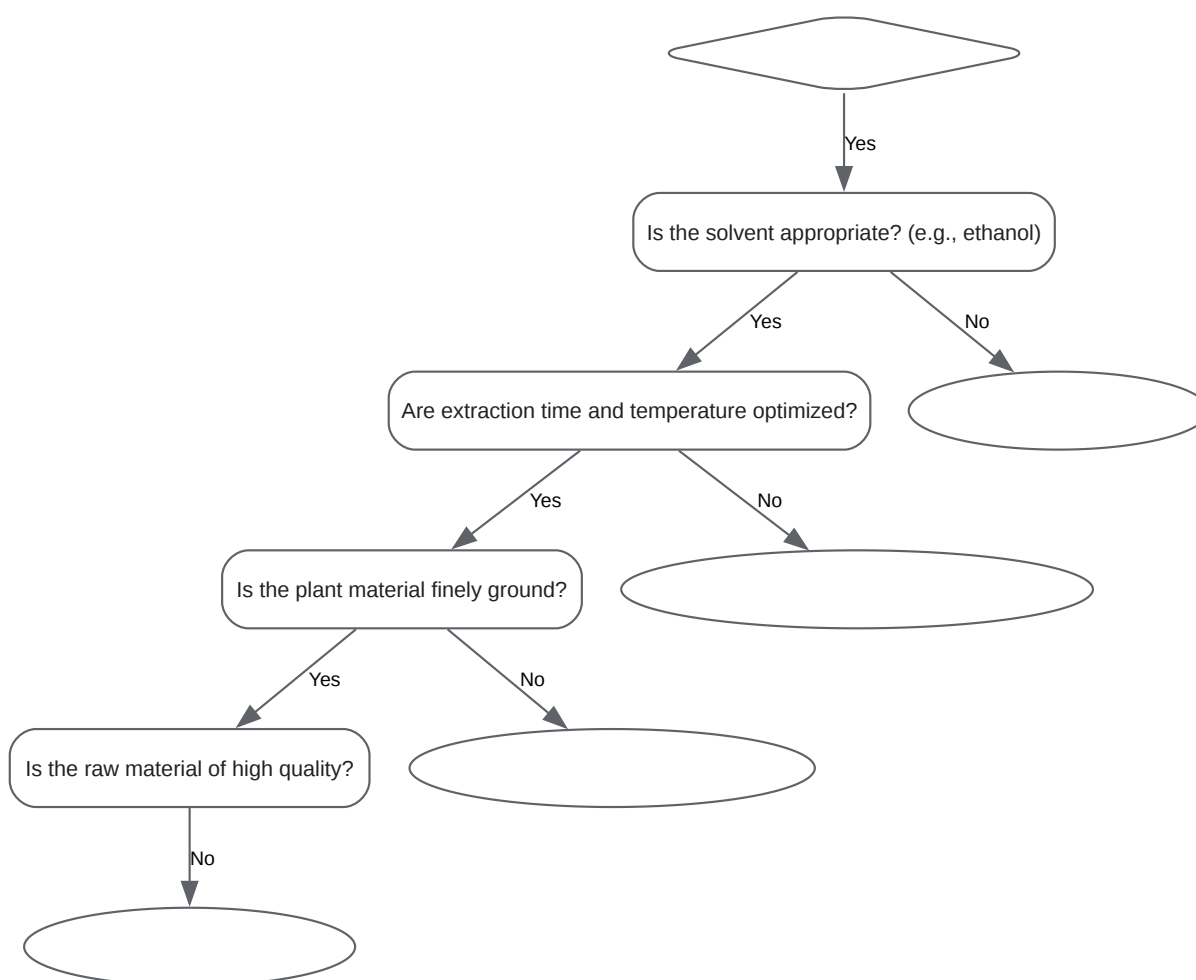 Yes
Is the solvent appropriate? (e.g., ethanol)
Yes
No
Are extraction time and temperature optimized?
Yes
No
Is the plant material finely ground?
Yes
No
Is the raw material of high quality?
No